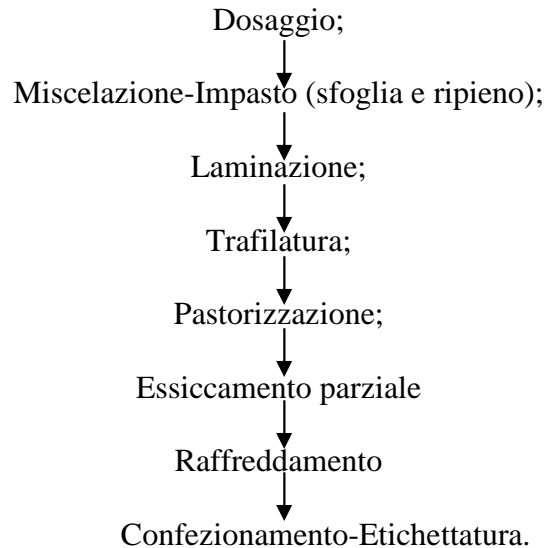 Dosaggio;
Miscelazione-Impasto (sfoglia e ripieno);
Laminazione;
Trafilatura;
Pastorizzazione;
Essiccamento parziale
Raffreddamento
Confezionamento-Etichettatura.